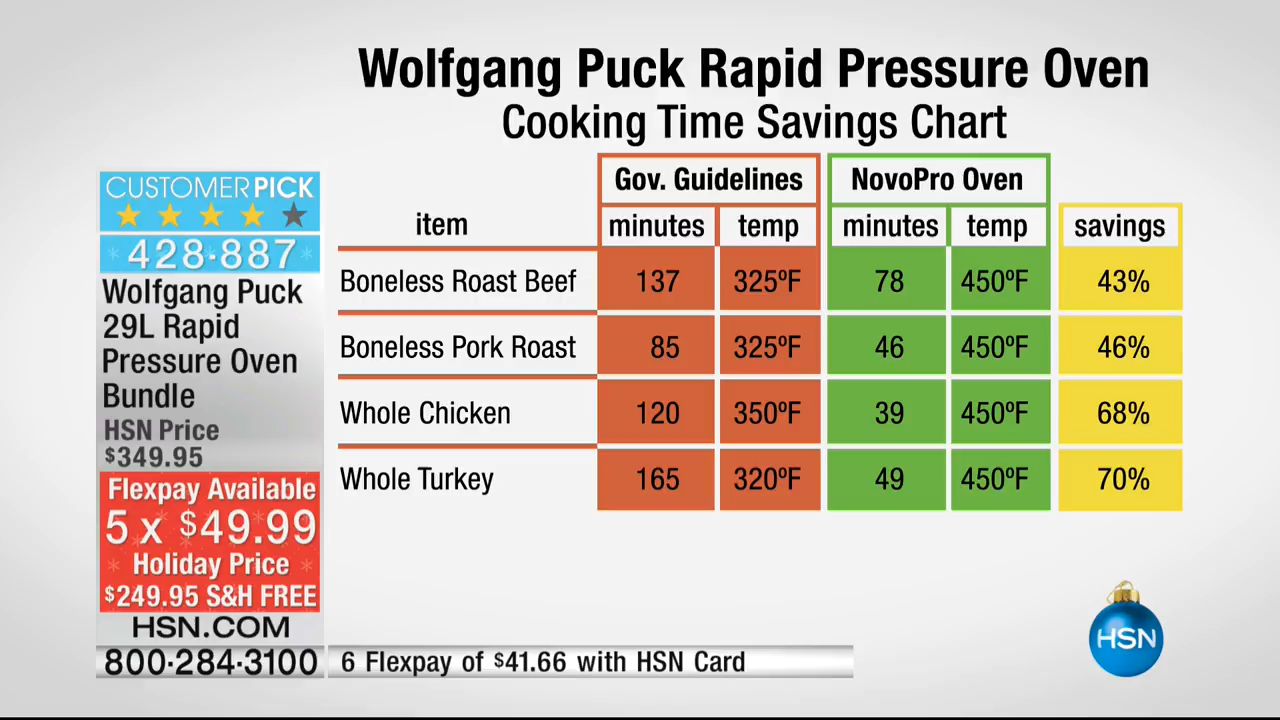 Wolfgang Puck Rapid Pressure Oven
Cooking Time Savings Chart
Gov. Guidelines NovoPro Oven
item minutes temp minutes temp savings
Boneless Roast Beef 137 325ºF 78 450ºF 43%
Boneless Pork Roast 85 325ºF 46 450ºF 46%
Whole Chicken 120 350ºF 39 450ºF 68%
Whole Turkey 165 320ºF 49 450ºF 70%
CUSTOMERPICK
428·887
Wolfgang Puck
29L Rapid
Pressure Oven
Bundle
HSN Price
$349.95
Flexpay Available
5 x $49.99
Holiday Price
$249.95 S&H FREE
HSN.COM
800·284·3100
6 Flexpay of $41.66 with HSN Card
HSN